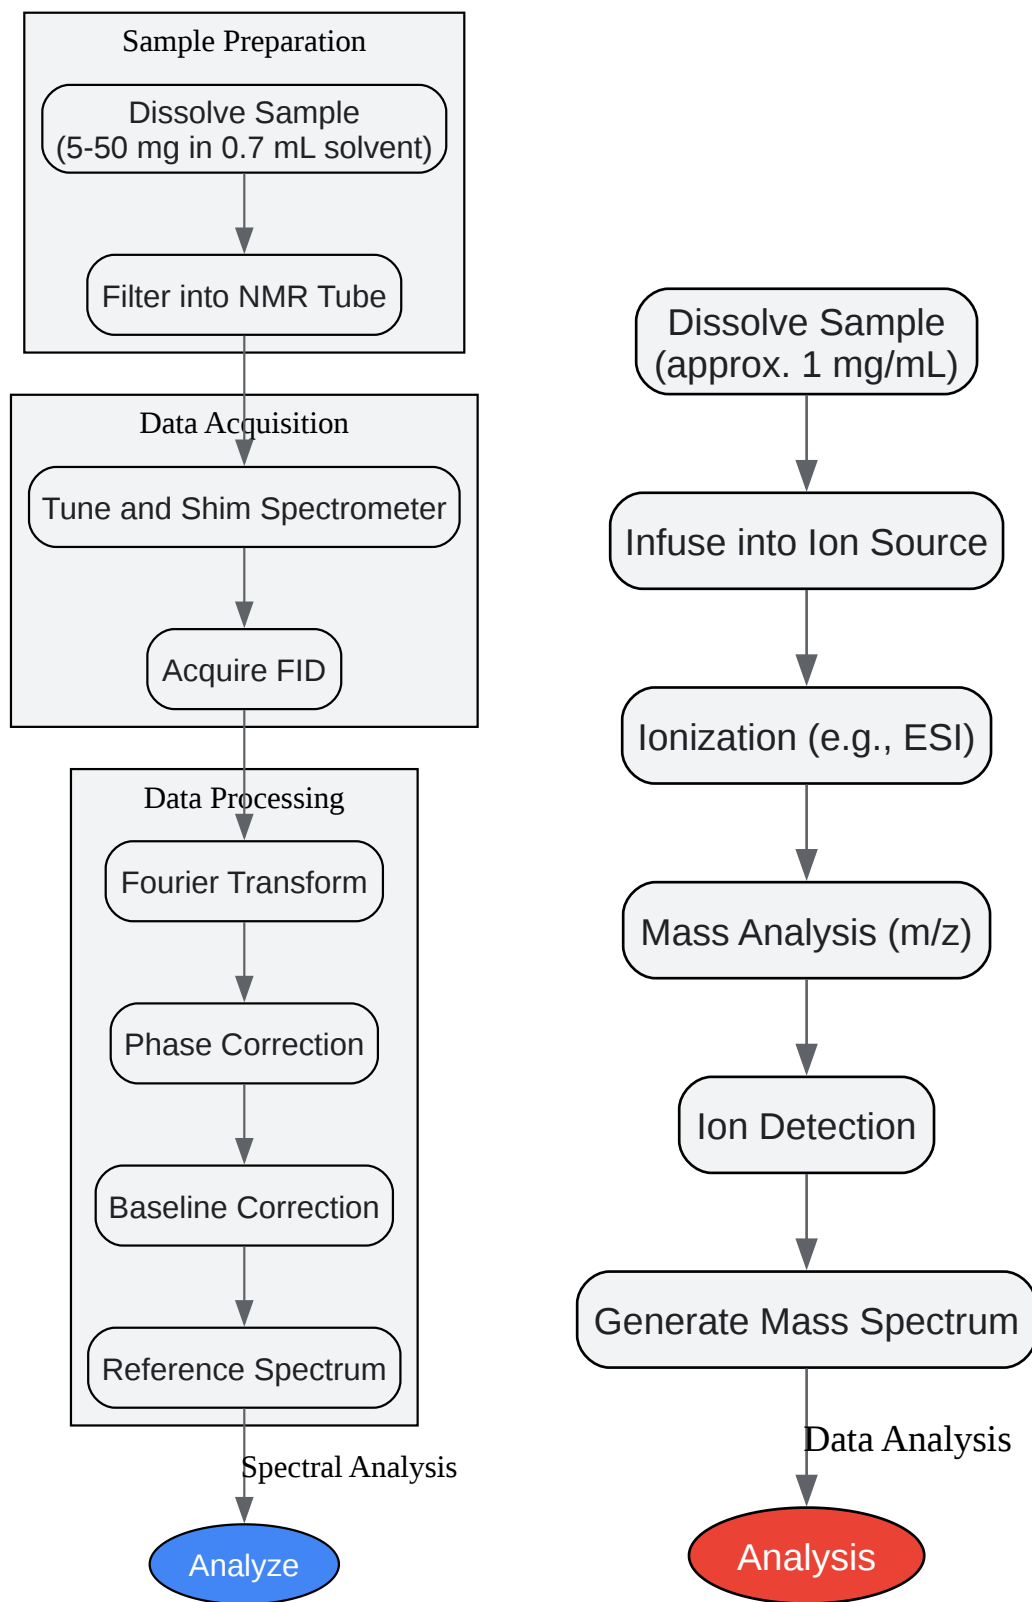 Sample Preparation
Dissolve Sample
(5-50 mg in 0.7 mL solvent)
Filter into NMR Tube
Data Acquisition
Tune and Shim Spectrometer
Acquire FID
Data Processing
Fourier Transform
Phase Correction
Baseline Correction
Reference Spectrum
Spectral Analysis
Analyze
Dissolve Sample
(approx. 1 mg/mL)
Infuse into Ion Source
Ionization (e.g., ESI)
Mass Analysis (m/z)
Ion Detection
Generate Mass Spectrum
Data Analysis
Analysis